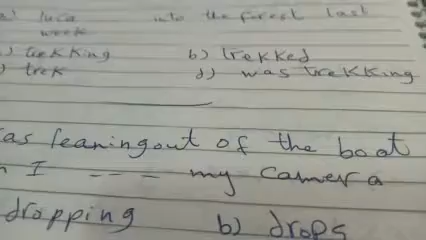 a) luca into the forest last
week
) trekking b) trekked
) trek d) was trekking
as leaning out of the boat
n I --- my camera
dropping b) drops